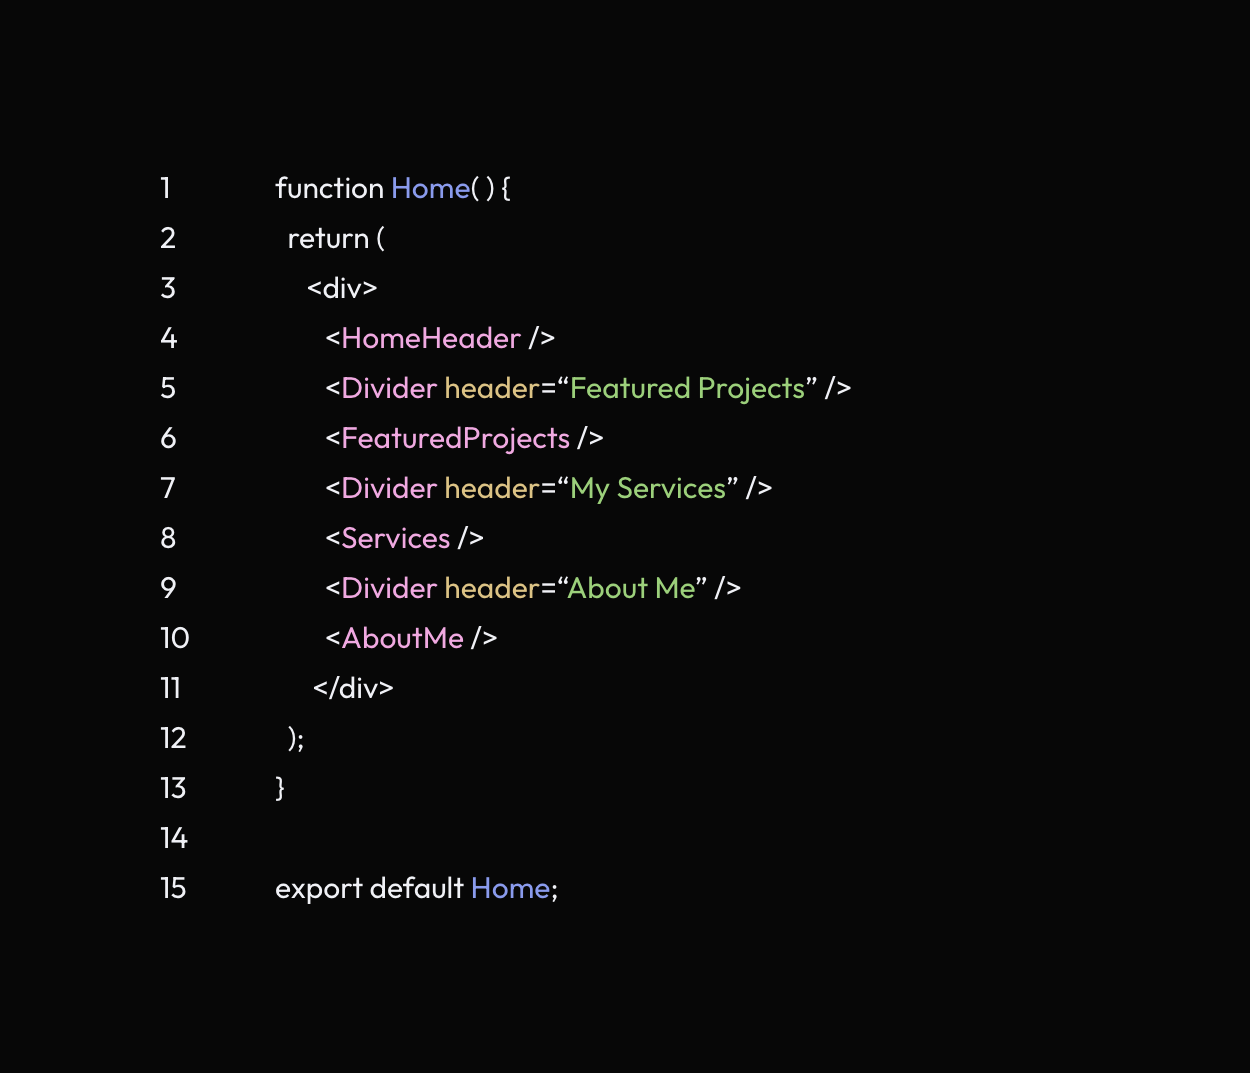 1 function Home( ) {
2 return (
3 <div>
4 <HomeHeader />
5 <Divider header=“Featured Projects” />
6 <FeaturedProjects />
7 <Divider header=“My Services” />
8 <Services />
9 <Divider header=“About Me” />
10 <AboutMe />
11 </div>
12 );
13 }
14
15 export default Home;